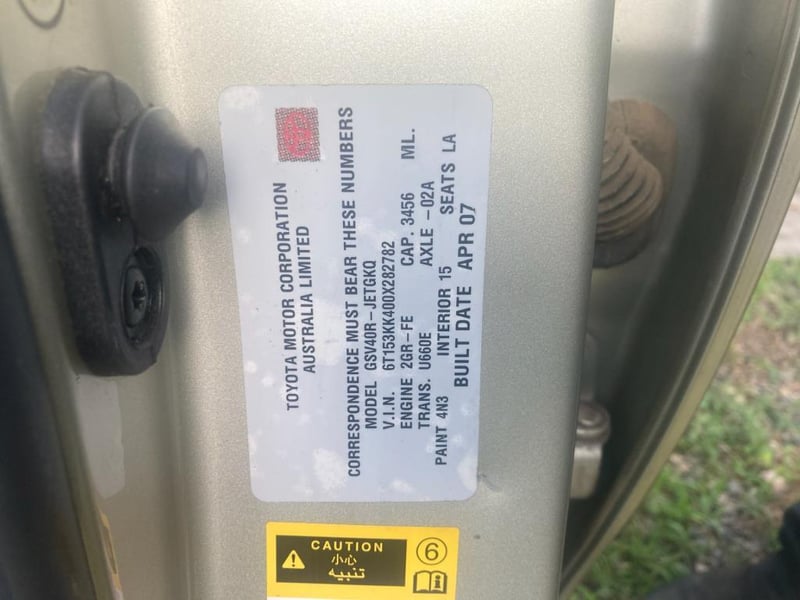 TOYOTA MOTOR CORPORATION
AUSTRALIA LIMITED
CORRESPONDENCE MUST BEAR THESE NUMBERS
MODEL GSV40R-JETGKQ
V.I.N. 6T153KK400X282782
ENGINE 2GR-FE CAP. 3456 ML.
TRANS. U660E AXLE -02A
PAINT 4N3 INTERIOR 15 SEATS LA
BUILT DATE APR 07
CAUTION
小心
تنبيه
6